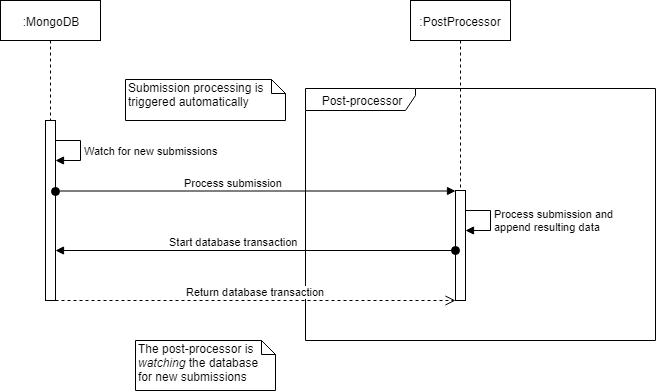 :MongoDB
:PostProcessor
Submission processing is
triggered automatically
Post-processor
Watch for new submissions
Process submission
Process submission and
append resulting data
Start database transaction
Return database transaction
The post-processor is
watching the database
for new submissions